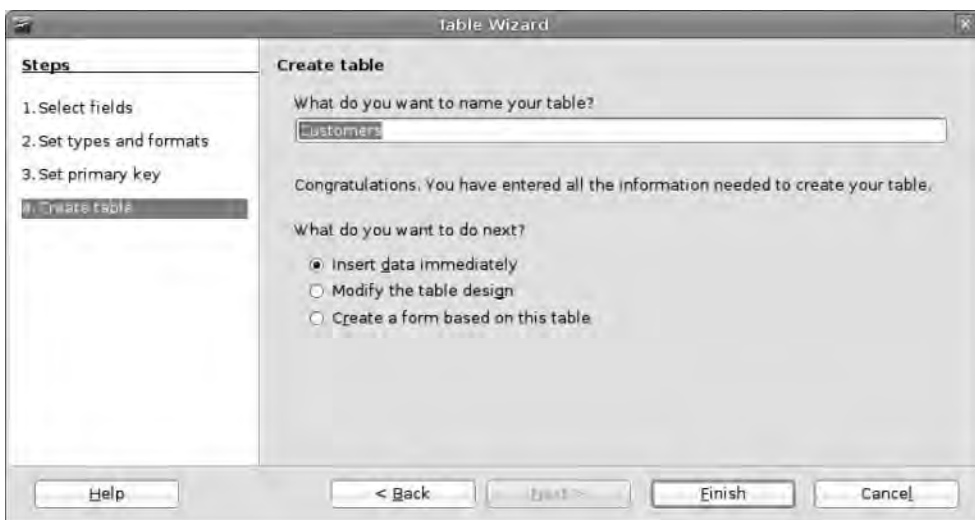 Table Wizard
Steps
1. Select fields
2. Set types and formats
3. Set primary key
4. Create table
Create table
What do you want to name your table?
Customers
Congratulations. You have entered all the information needed to create your table.
What do you want to do next?
Insert data immediately
Modify the table design
Create a form based on this table
Help
< Back
Next >
Finish
Cancel